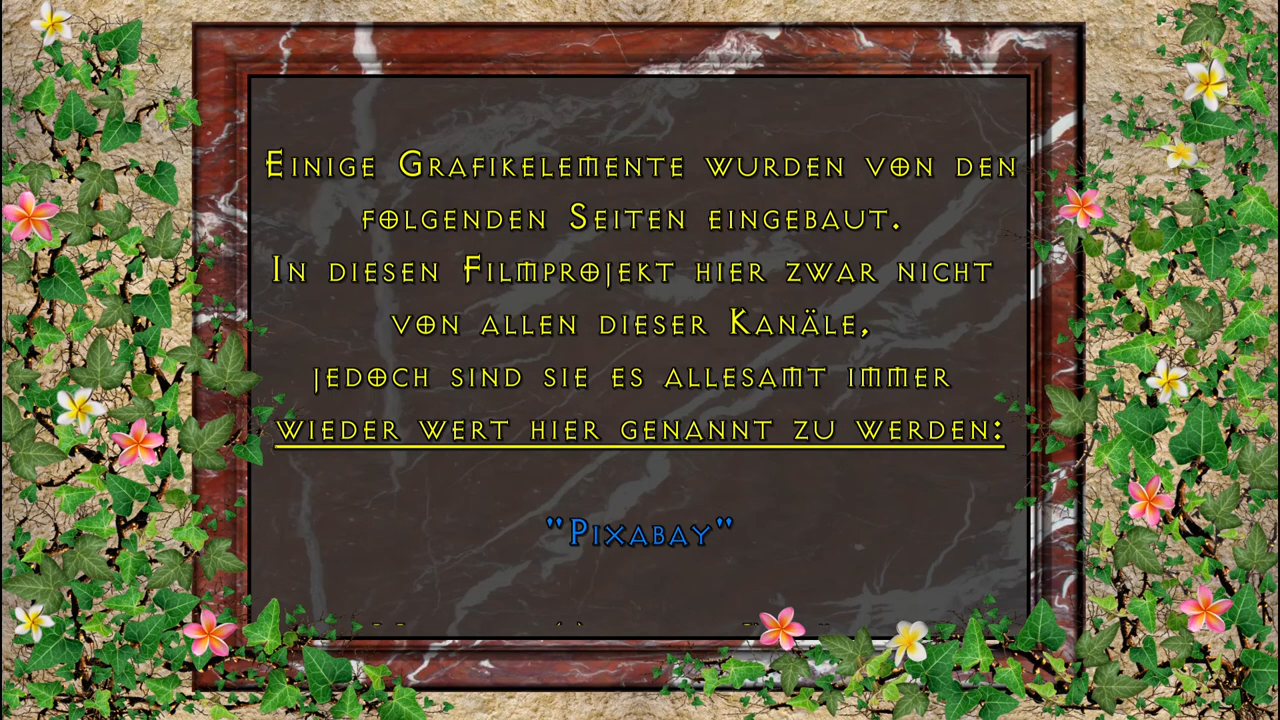 Einige Grafikelemente wurden von den
folgenden Seiten eingebaut.
In diesen Filmprojekt hier zwar nicht
von allen dieser Kanäle,
jedoch sind sie es allesamt immer
wieder wert hier genannt zu werden:
"Pixabay"